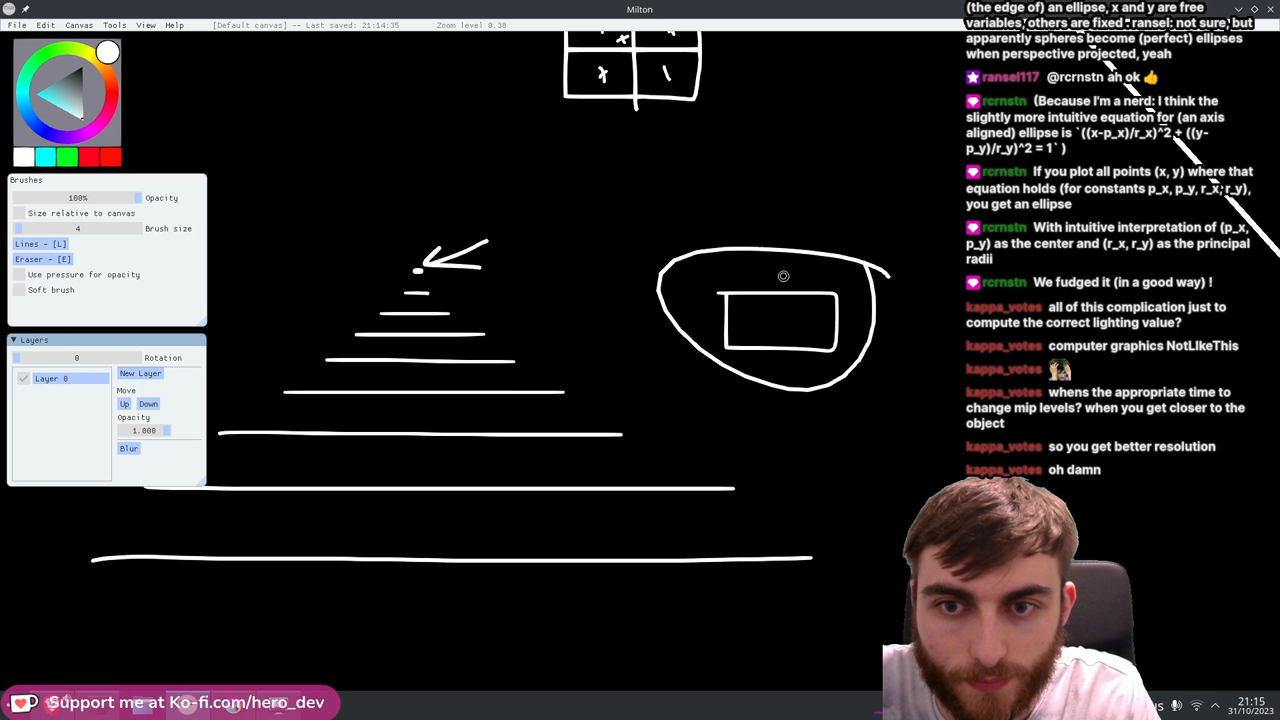 Milton
File Edit Canvas Tools View Help [Default canvas] -- Last saved: 21:14:35 Zoom level 0.38
Brushes
100% Opacity
Size relative to canvas
4 Brush size
Lines - [L]
Eraser - [E]
Use pressure for opacity
Soft brush
Layers
0 Rotation
Layer 0
New Layer
Move
Up Down
Opacity
1.000
Blur
(the edge of) an ellipse, x and y are free
variables, others are fixed · ransel: not sure, but
apparently spheres become (perfect) ellipses
when perspective projected, yeah
ransel117 @rcrnstn ah ok 👍
rcrnstn (Because I'm a nerd: I think the
slightly more intuitive equation for (an axis
aligned) ellipse is `((x-p_x)/r_x)^2 + ((y-
p_y)/r_y)^2 = 1` )
rcrnstn If you plot all points (x, y) where that
equation holds (for constants p_x, p_y, r_x, r_y),
you get an ellipse
rcrnstn With intuitive interpretation of (p_x,
p_y) as the center and (r_x, r_y) as the principal
radii
rcrnstn We fudged it (in a good way) !
kappa_votes all of this complication just to
compute the correct lighting value?
kappa_votes computer graphics NotLIkeThis
kappa_votes
kappa_votes whens the appropriate time to
change mip levels? when you get closer to the
object
kappa_votes so you get better resolution
kappa_votes oh damn
Support me at Ko-fi.com/hero_dev
21:15
31/10/2023